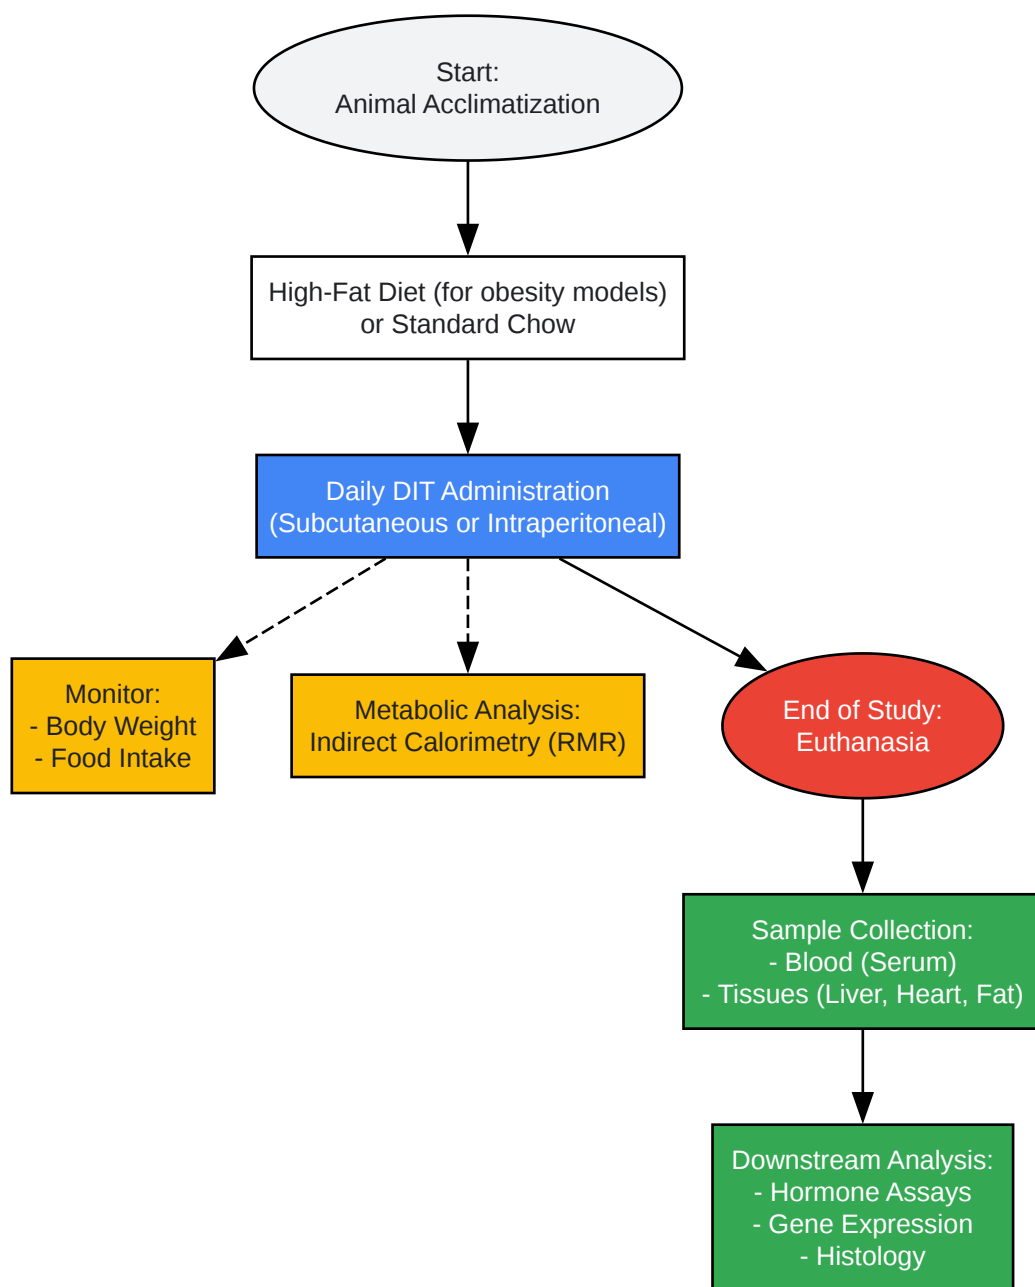 Start:
Animal Acclimatization
High-Fat Diet (for obesity models)
or Standard Chow
Daily DIT Administration
(Subcutaneous or Intraperitoneal)
Monitor:
- Body Weight
- Food Intake
Metabolic Analysis:
Indirect Calorimetry (RMR)
End of Study:
Euthanasia
Sample Collection:
- Blood (Serum)
- Tissues (Liver, Heart, Fat)
Downstream Analysis:
- Hormone Assays
- Gene Expression
- Histology